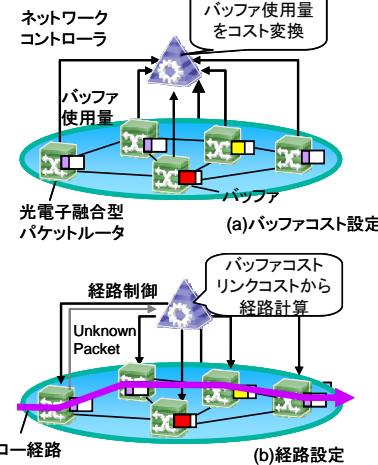 ネットワーク
コントローラ
バッファ使用量
をコスト変換
バッファ
使用量
バッファ
光電子融合型
パケットルータ
(a)バッファコスト設定
バッファコスト
リンクコストから
経路計算
経路制御
Unknown
Packet
ロー経路
(b)経路設定